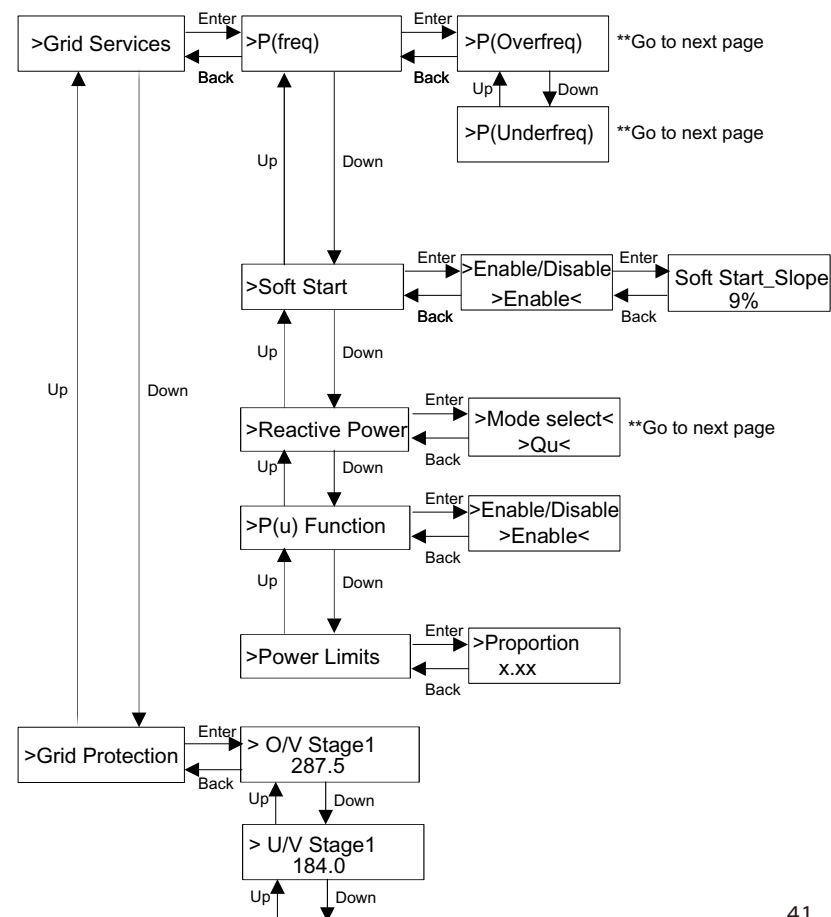 Enter
Enter
>Grid Services
>P(freq)
>P(Overfreq)
**Go to next page
Back
Back
Up
Down
>P(Underfreq)
**Go to next page
Up
Down
Enter
Enter
>Soft Start
>Enable/Disable
>Enable<
Soft Start_Slope
9%
Back
Back
Up
Down
Up
Down
Enter
>Reactive Power
>Mode select<
>Qu<
**Go to next page
Back
Up
Down
Enter
>P(u) Function
>Enable/Disable
>Enable<
Back
Up
Down
Enter
>Power Limits
>Proportion
x.xx
Back
Enter
>Grid Protection
> O/V Stage1
287.5
Back
Up
Down
> U/V Stage1
184.0
Up
Down
41